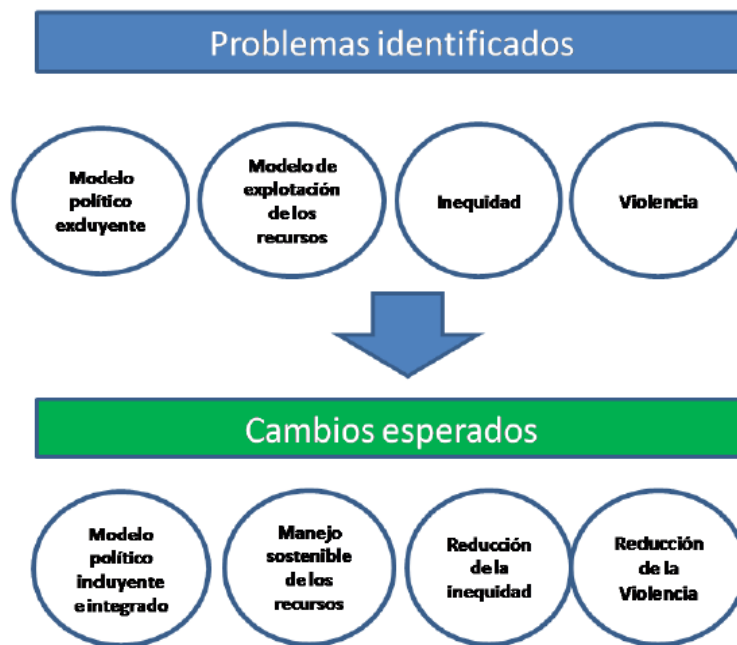 Problemas identificados
Modelo
político
excluyente
Modelo de
explotación
de los
recursos
Inequidad
Violencia
Cambios esperados
Modelo
político
incluyente
e integrado
Manejo
sostenible
de los
recursos
Reducción
de la
inequidad
Reducción
de la
Violencia